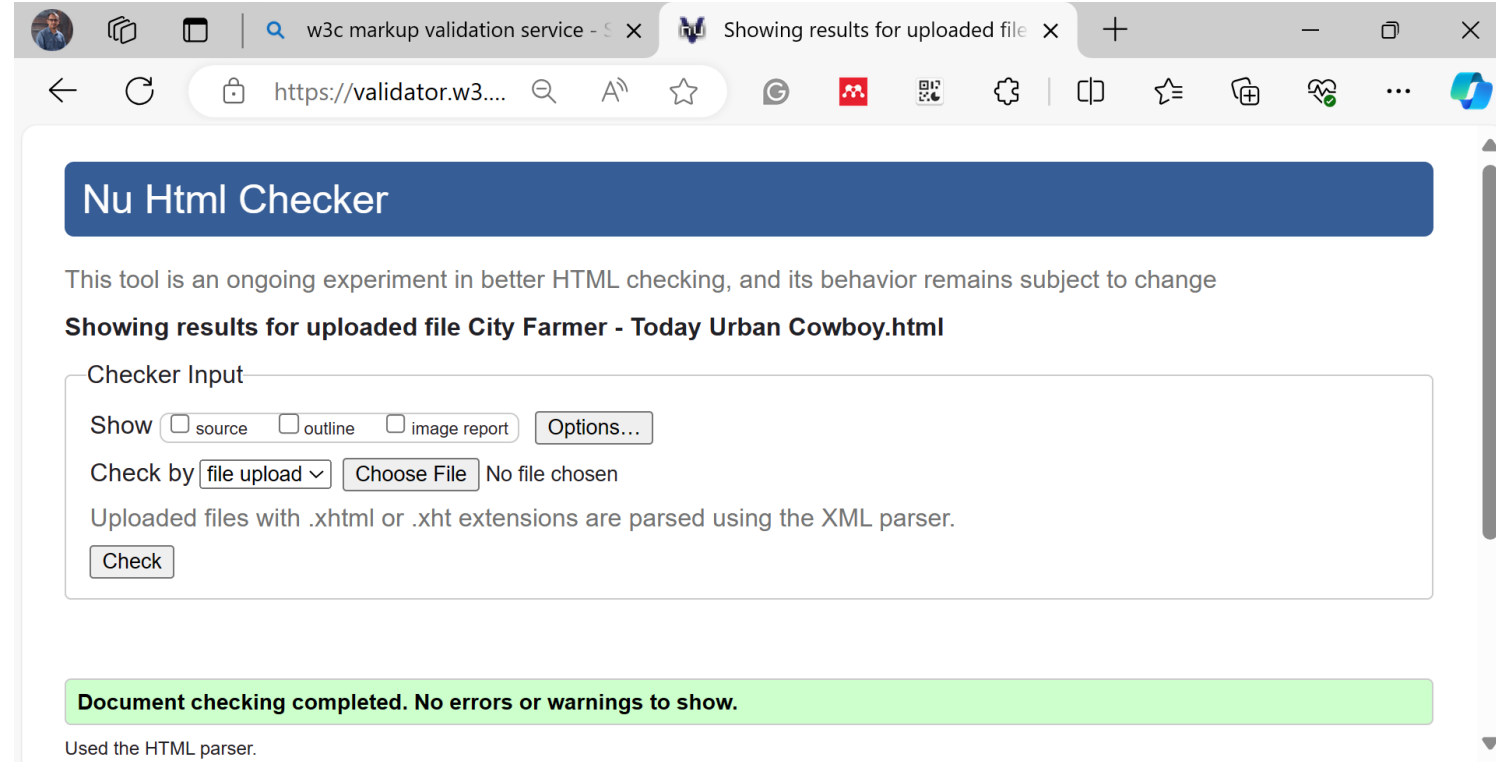 w3c markup validation service - S
Showing results for uploaded file
https://validator.w3....
Nu Html Checker
This tool is an ongoing experiment in better HTML checking, and its behavior remains subject to change
Showing results for uploaded file City Farmer - Today Urban Cowboy.html
Checker Input
Show source outline image report Options...
Check by file upload Choose File No file chosen
Uploaded files with .xhtml or .xht extensions are parsed using the XML parser.
Check
Document checking completed. No errors or warnings to show.
Used the HTML parser.